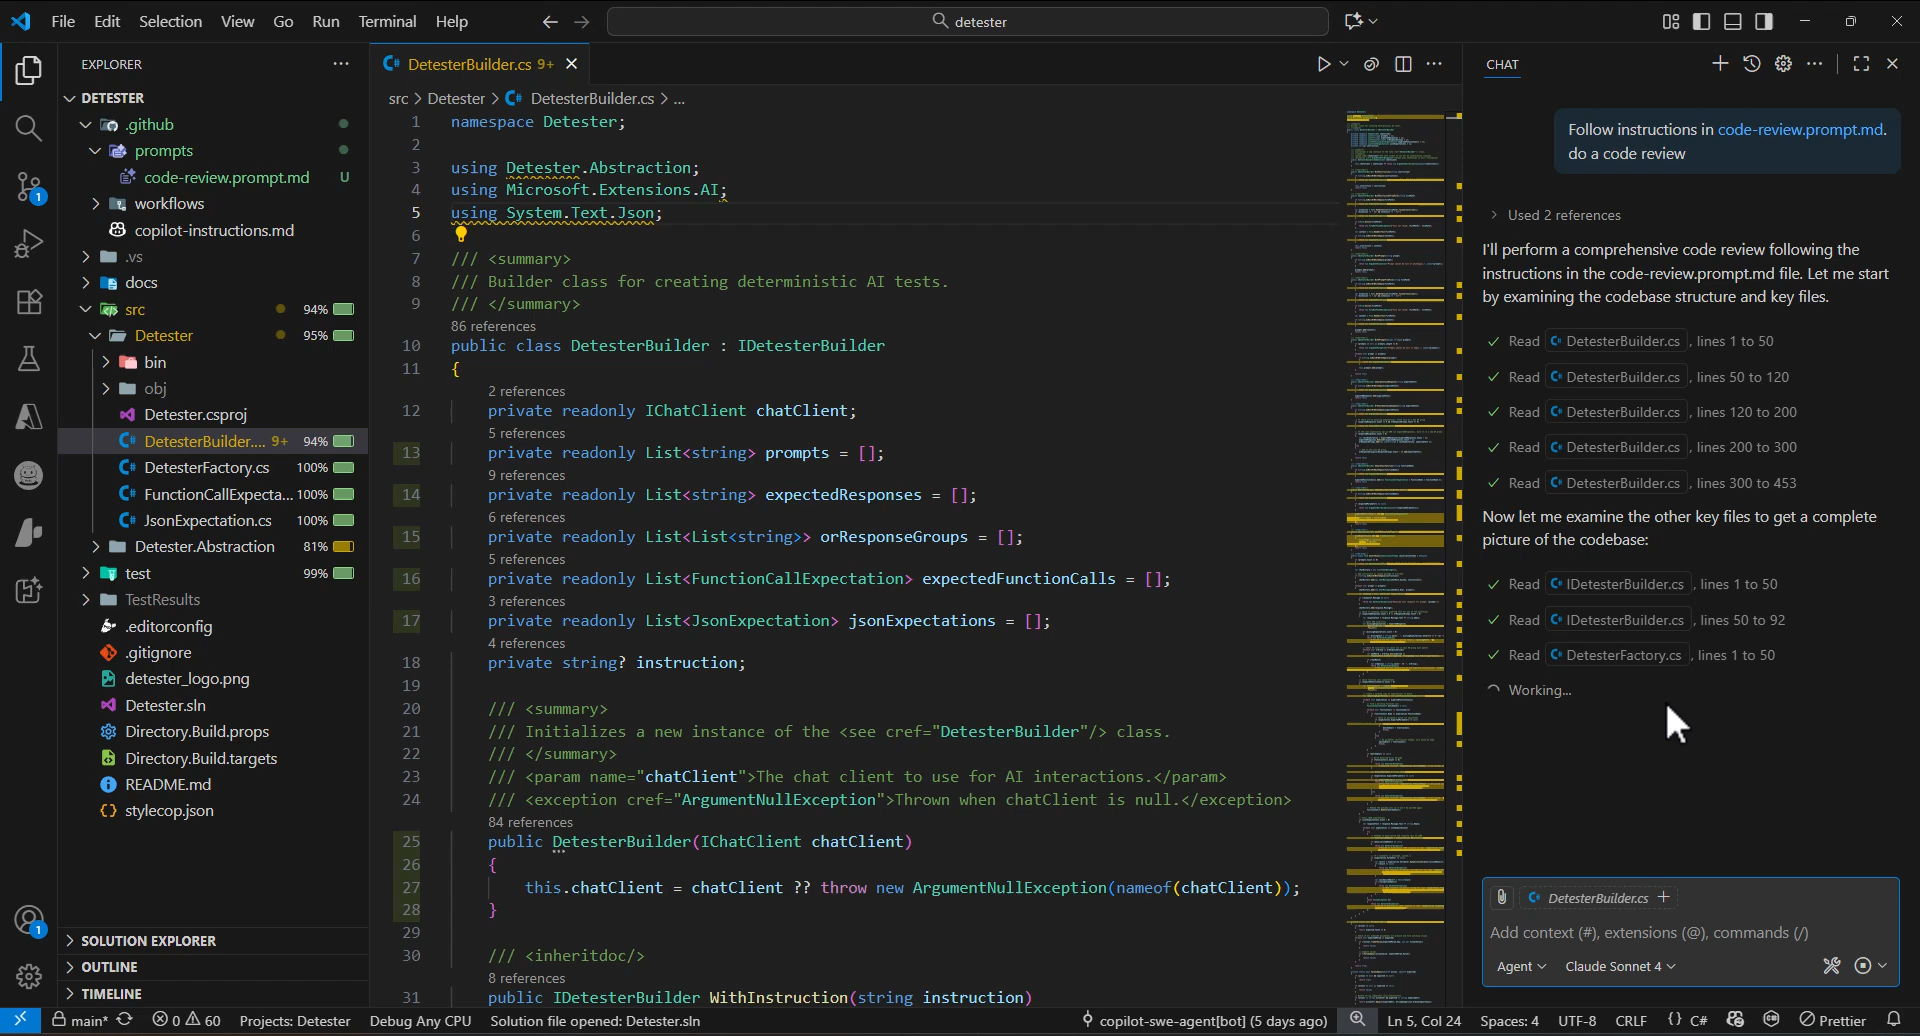 File Edit Selection View Go Run Terminal Help
detester
EXPLORER
DETESTER
.github
prompts
code-review.prompt.md U
workflows
copilot-instructions.md
.vs
docs
src 94%
Detester 95%
bin
obj
Detester.csproj
DetesterBuilder.... 9+ 94%
DetesterFactory.cs 100%
FunctionCallExpecta... 100%
JsonExpectation.cs 100%
Detester.Abstraction 81%
test 99%
TestResults
.editorconfig
.gitignore
detester_logo.png
Detester.sln
Directory.Build.props
Directory.Build.targets
README.md
stylecop.json
SOLUTION EXPLORER
OUTLINE
TIMELINE
1
1
DetesterBuilder.cs 9+
src > Detester > DetesterBuilder.cs > ...
1 namespace Detester;
2
3 using Detester.Abstraction;
4 using Microsoft.Extensions.AI;
5 using System.Text.Json;
6
7 /// <summary>
8 /// Builder class for creating deterministic AI tests.
9 /// </summary>
86 references
10 public class DetesterBuilder : IDetesterBuilder
11 {
2 references
12 private readonly IChatClient chatClient;
5 references
13 private readonly List<string> prompts = [];
9 references
14 private readonly List<string> expectedResponses = [];
6 references
15 private readonly List<List<string>> orResponseGroups = [];
5 references
16 private readonly List<FunctionCallExpectation> expectedFunctionCalls = [];
3 references
17 private readonly List<JsonExpectation> jsonExpectations = [];
4 references
18 private string? instruction;
19
20 /// <summary>
21 /// Initializes a new instance of the <see cref="DetesterBuilder"/> class.
22 /// </summary>
23 /// <param name="chatClient">The chat client to use for AI interactions.</param>
24 /// <exception cref="ArgumentNullException">Thrown when chatClient is null.</exception>
84 references
25 public DetesterBuilder(IChatClient chatClient)
26 {
27 this.chatClient = chatClient ?? throw new ArgumentNullException(nameof(chatClient));
28 }
29
30 /// <inheritdoc/>
8 references
31 public IDetesterBuilder WithInstruction(string instruction)
CHAT
Follow instructions in code-review.prompt.md.
do a code review
Used 2 references
I'll perform a comprehensive code review following the
instructions in the code-review.prompt.md file. Let me start
by examining the codebase structure and key files.
Read DetesterBuilder.cs , lines 1 to 50
Read DetesterBuilder.cs , lines 50 to 120
Read DetesterBuilder.cs , lines 120 to 200
Read DetesterBuilder.cs , lines 200 to 300
Read DetesterBuilder.cs , lines 300 to 453
Now let me examine the other key files to get a complete
picture of the codebase:
Read IDetesterBuilder.cs , lines 1 to 50
Read IDetesterBuilder.cs , lines 50 to 92
Read DetesterFactory.cs , lines 1 to 50
Working...
DetesterBuilder.cs
Add context (#), extensions (@), commands (/)
Agent Claude Sonnet 4
main* 0 60 Projects: Detester Debug Any CPU Solution file opened: Detester.sln copilot-swe-agent[bot] (5 days ago) Ln 5, Col 24 Spaces: 4 UTF-8 CRLF {} C# Prettier